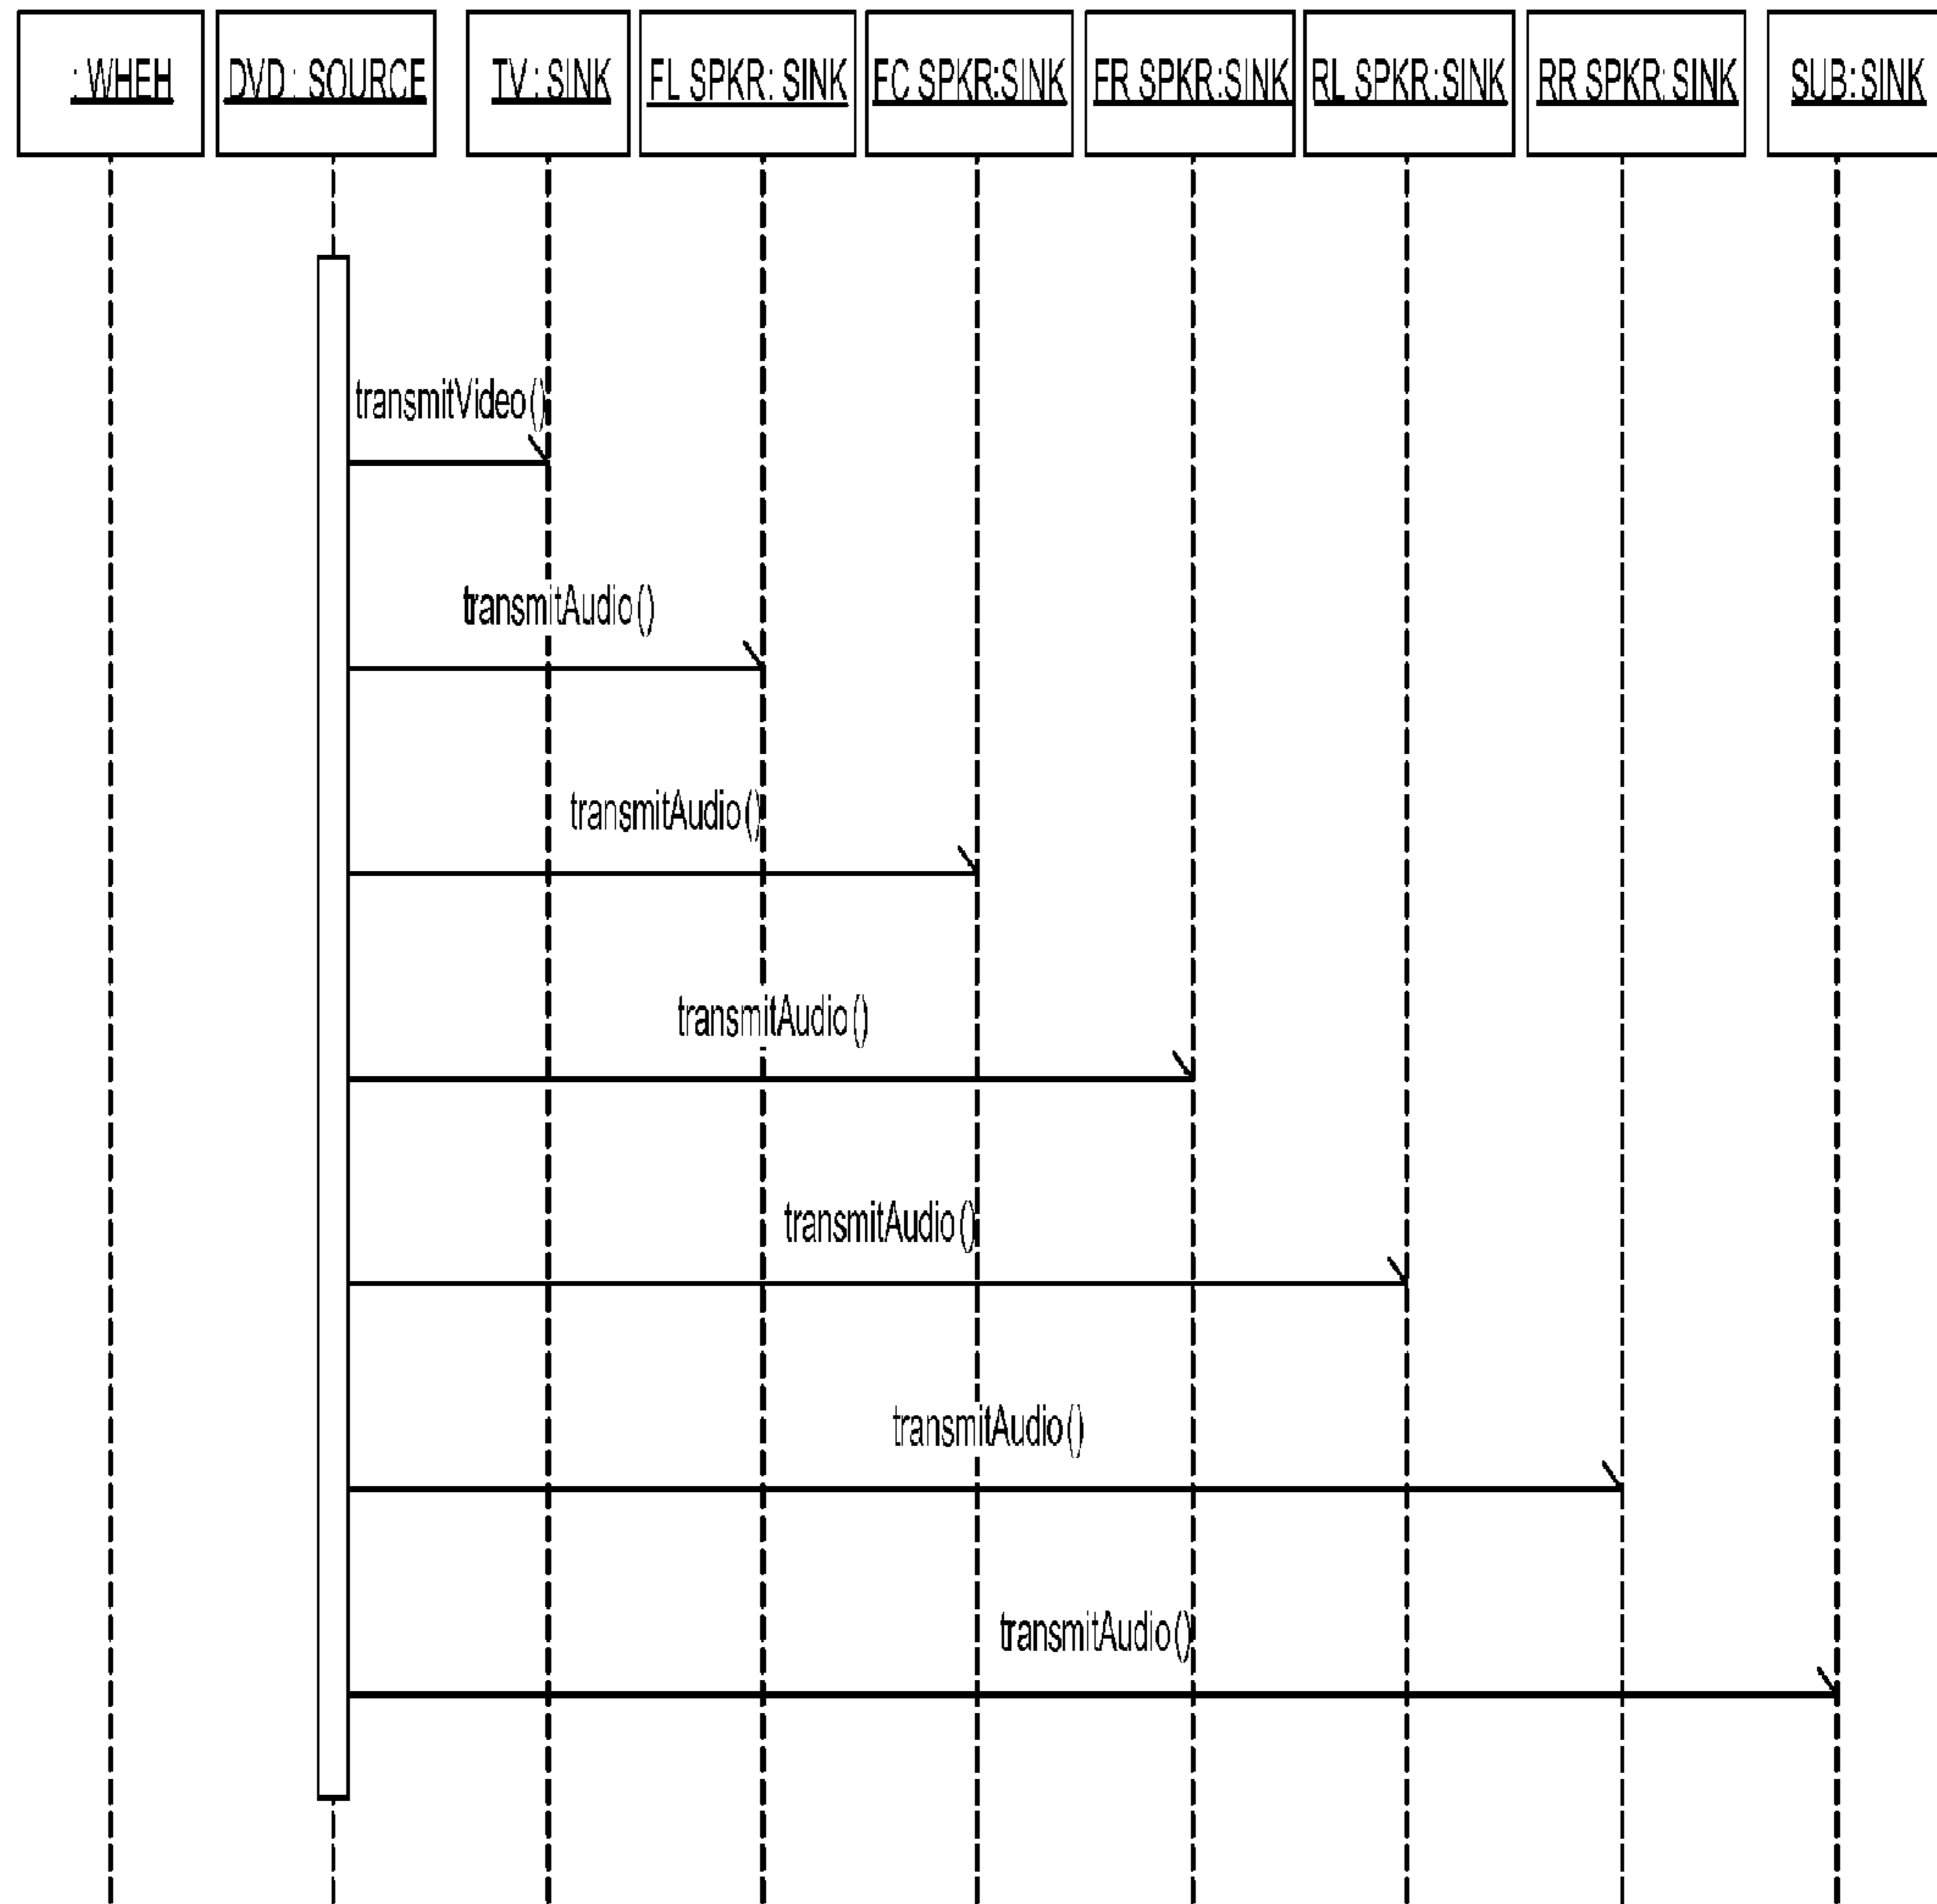 : WHEH
DVD : SOURCE
TV : SINK
FL SPKR : SINK
FC SPKR:SINK
FR SPKR:SINK
RL SPKR:SINK
RR SPKR:SINK
SUB:SINK
transmitVideo()
transmitAudio()
transmitAudio()
transmitAudio()
transmitAudio()
transmitAudio()
transmitAudio()